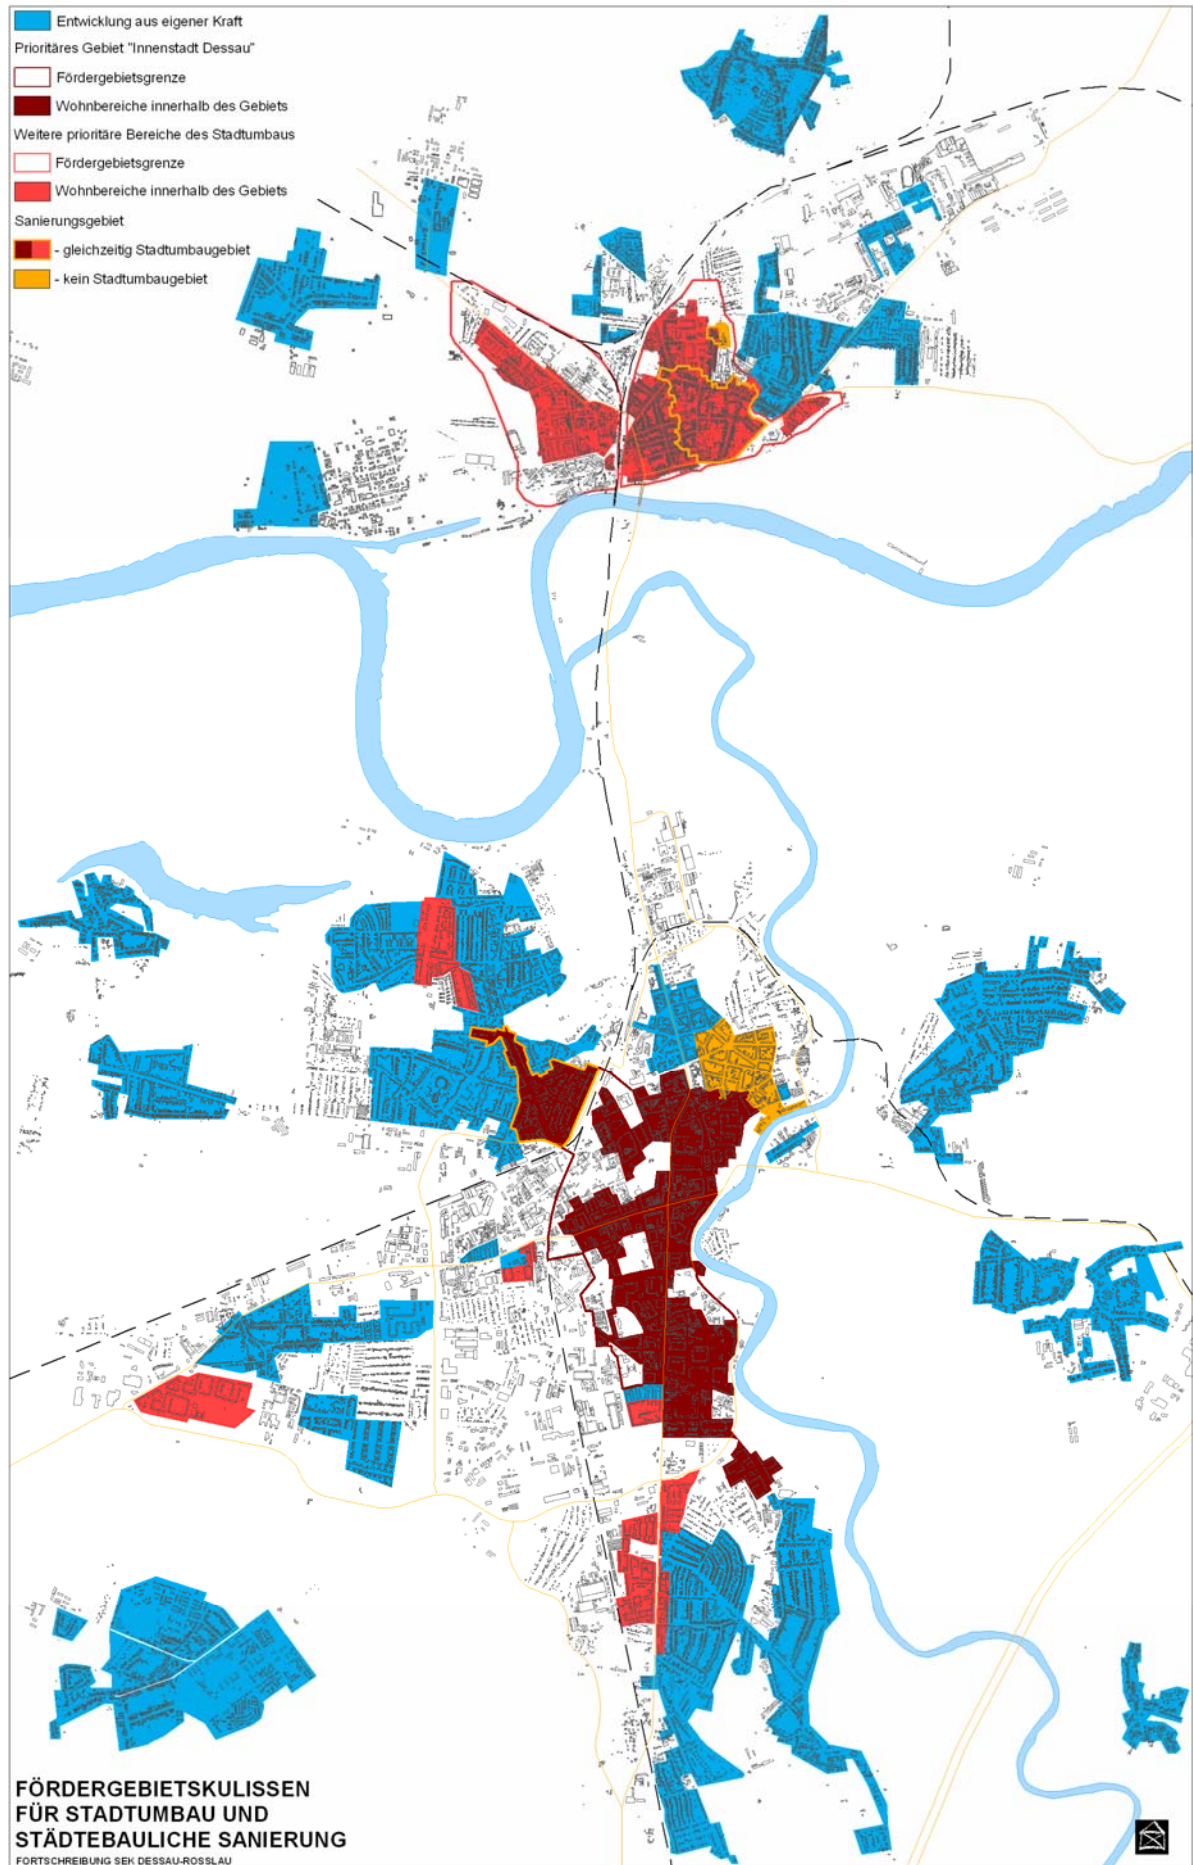 Entwicklung aus eigener Kraft
Prioritäres Gebiet "Innenstadt Dessau"
Fördergebietsgrenze
Wohnbereiche innerhalb des Gebiets
Weitere prioritäre Bereiche des Stadtumbaus
Fördergebietsgrenze
Wohnbereiche innerhalb des Gebiets
Sanierungsgebiet
- gleichzeitig Stadtumbaugebiet
- kein Stadtumbaugebiet
FÖRDERGEBIETSKULISSEN
FÜR STADTUMBAU UND
STÄDTEBAULICHE SANIERUNG
FORTSCHREIBUNG SEK DESSAU-ROSSLAU